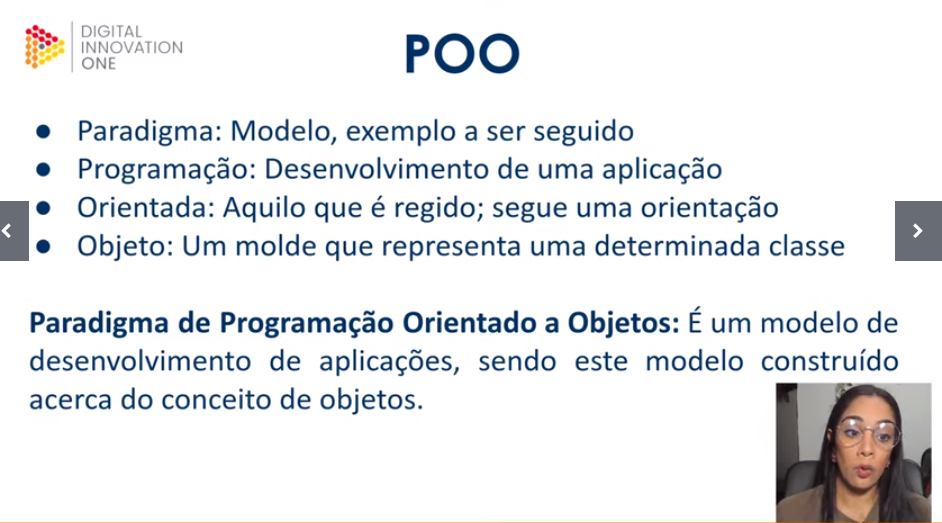 DIGITAL
INNOVATION
ONE
POO
● Paradigma: Modelo, exemplo a ser seguido
● Programação: Desenvolvimento de uma aplicação
● Orientada: Aquilo que é regido; segue uma orientação
● Objeto: Um molde que representa uma determinada classe
Paradigma de Programação Orientado a Objetos: É um modelo de
desenvolvimento de aplicações, sendo este modelo construído
acerca do conceito de objetos.